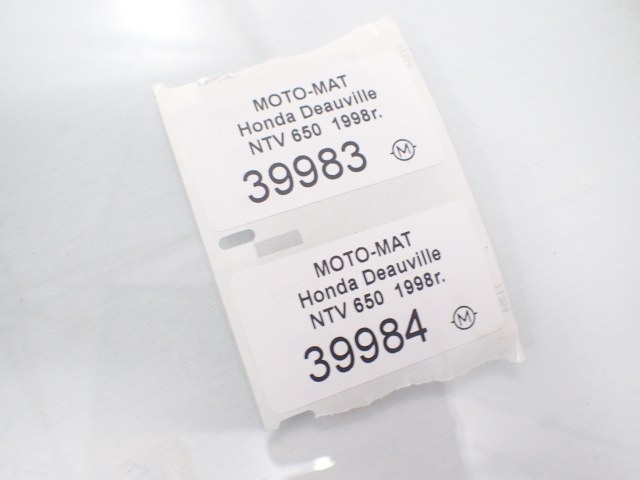 MOTO-MAT
Honda Deauville
NTV 650 1998r.
39983 M
MOTO-MAT
Honda Deauville
NTV 650 1998r.
39984 M